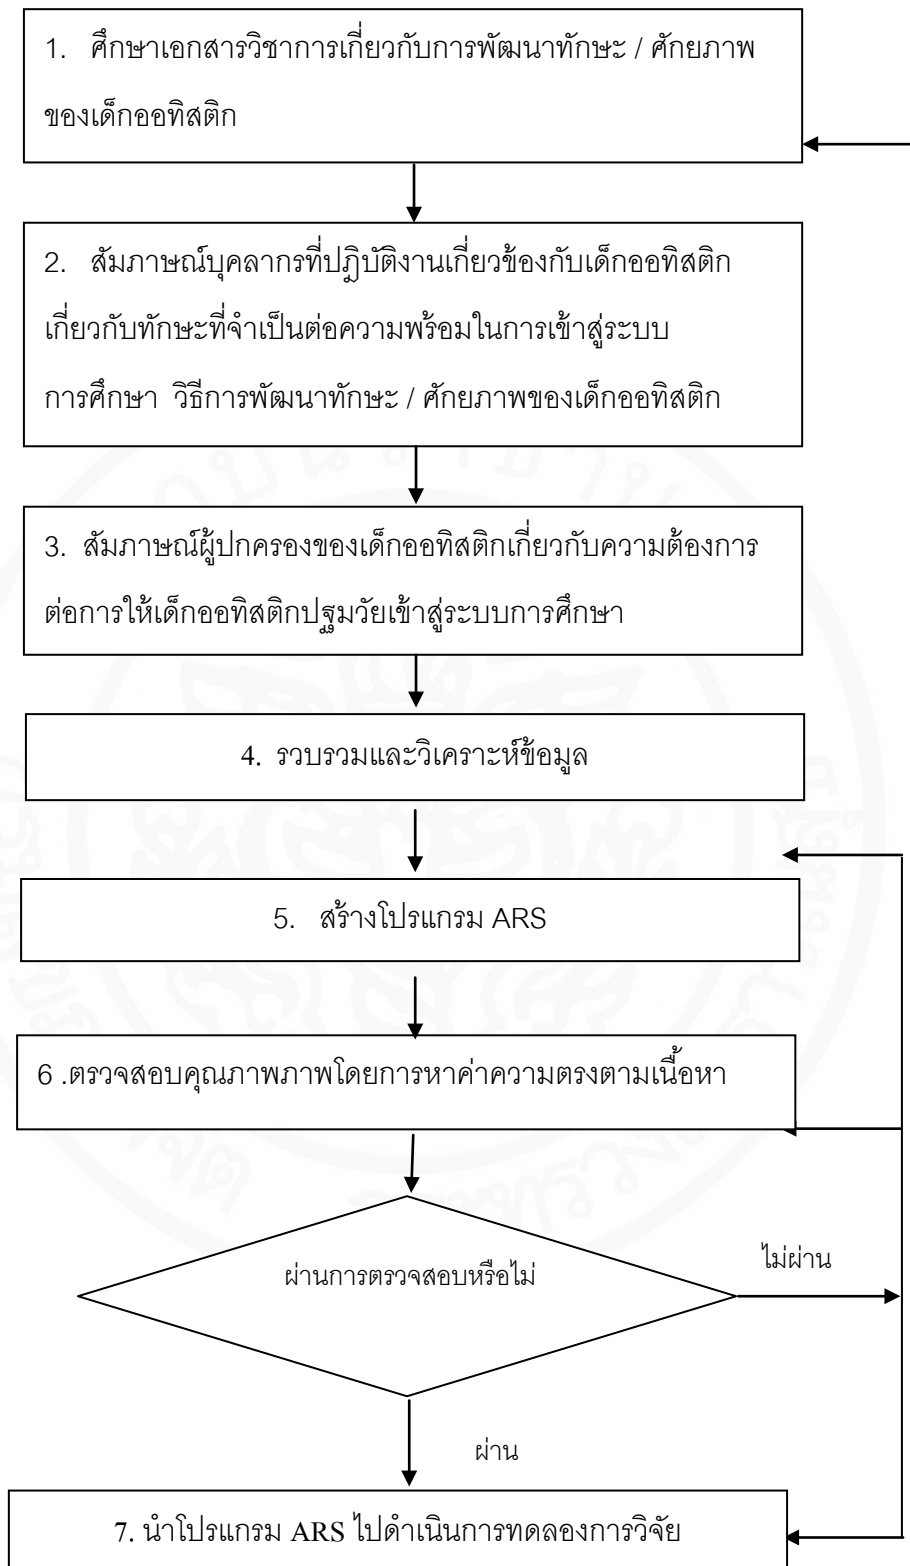 1. ศึกษาเอกสารวิชาการเกี่ยวกับการพัฒนาทักษะ / ศักยภาพ
ของเด็กออทิสติก
2. สัมภาษณ์บุคลากรที่ปฏิบัติงานเกี่ยวข้องกับเด็กออทิสติก
เกี่ยวกับทักษะที่จำเป็นต่อความพร้อมในการเข้าสู่ระบบ
การศึกษา วิธีการพัฒนาทักษะ / ศักยภาพของเด็กออทิสติก
3. สัมภาษณ์ผู้ปกครองของเด็กออทิสติกเกี่ยวกับความต้องการ
ต่อการให้เด็กออทิสติกปฐมวัยเข้าสู่ระบบการศึกษา
4. รวบรวมและวิเคราะห์ข้อมูล
5. สร้างโปรแกรม ARS
6 .ตรวจสอบคุณภาพภาพโดยการหาค่าความตรงตามเนื้อหา
ไม่ผ่าน
ผ่านการตรวจสอบหรือไม่
ผ่าน
7. นำโปรแกรม ARS ไปดำเนินการทดลองการวิจัย